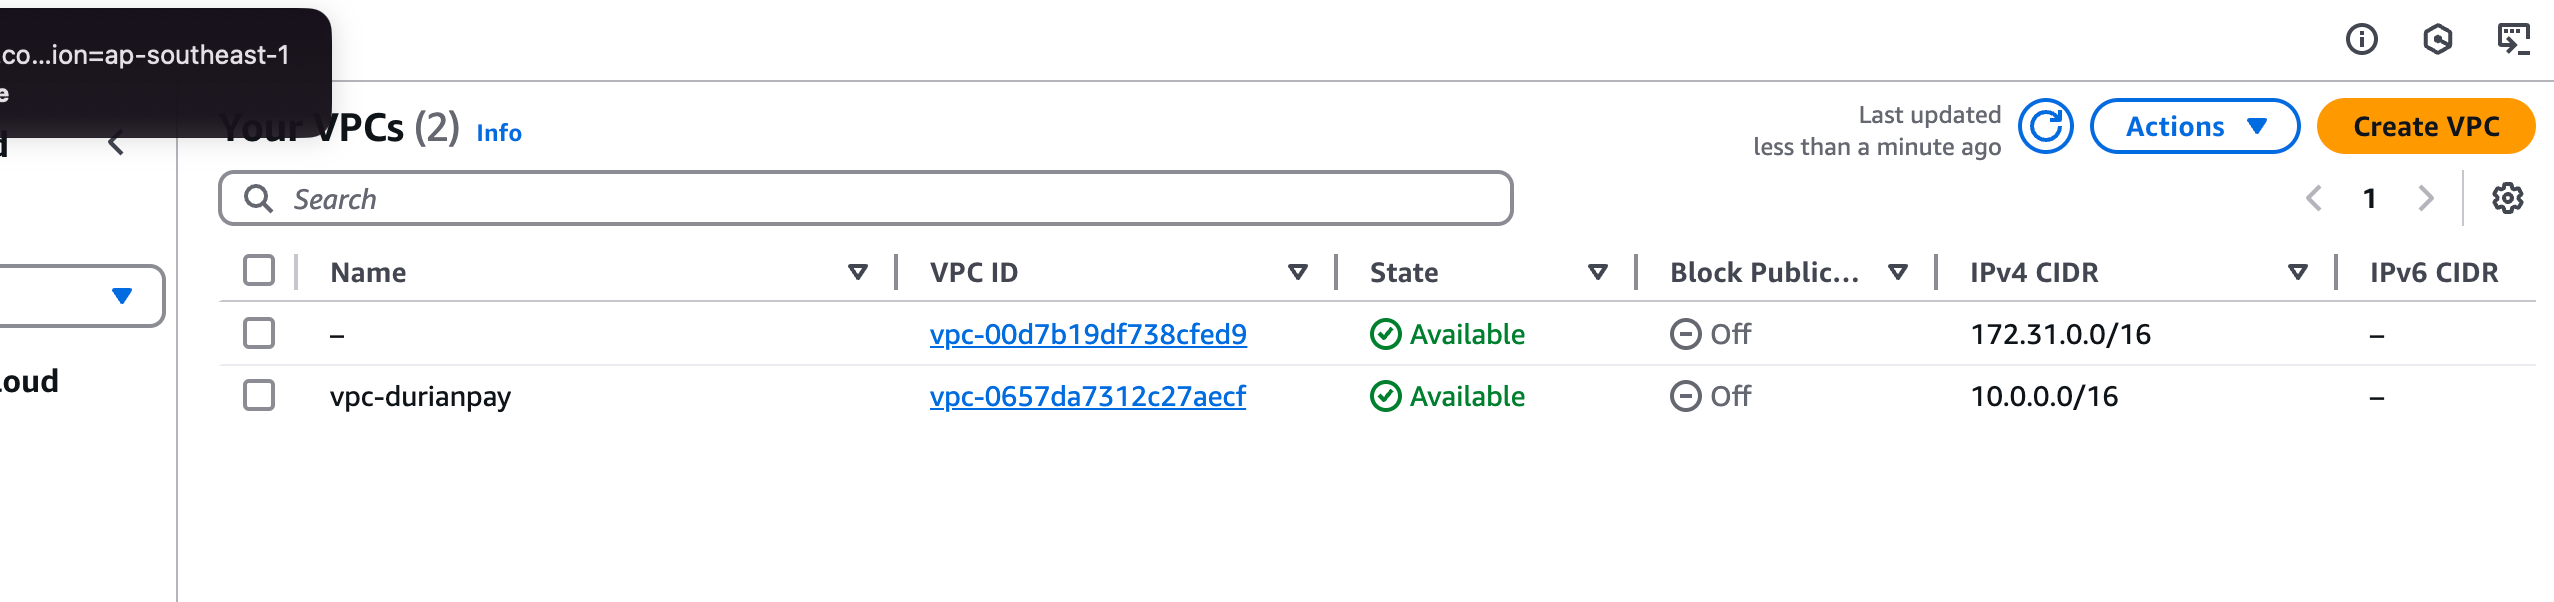 .co...ion=ap-southeast-1
e
Your VPCs (2) Info
Last updated
less than a minute ago
Actions
Create VPC
Search
1
Name VPC ID State Block Public... IPv4 CIDR IPv6 CIDR
– vpc-00d7b19df738cfed9 Available Off 172.31.0.0/16 –
vpc-durianpay vpc-0657da7312c27aecf Available Off 10.0.0.0/16 –
loud